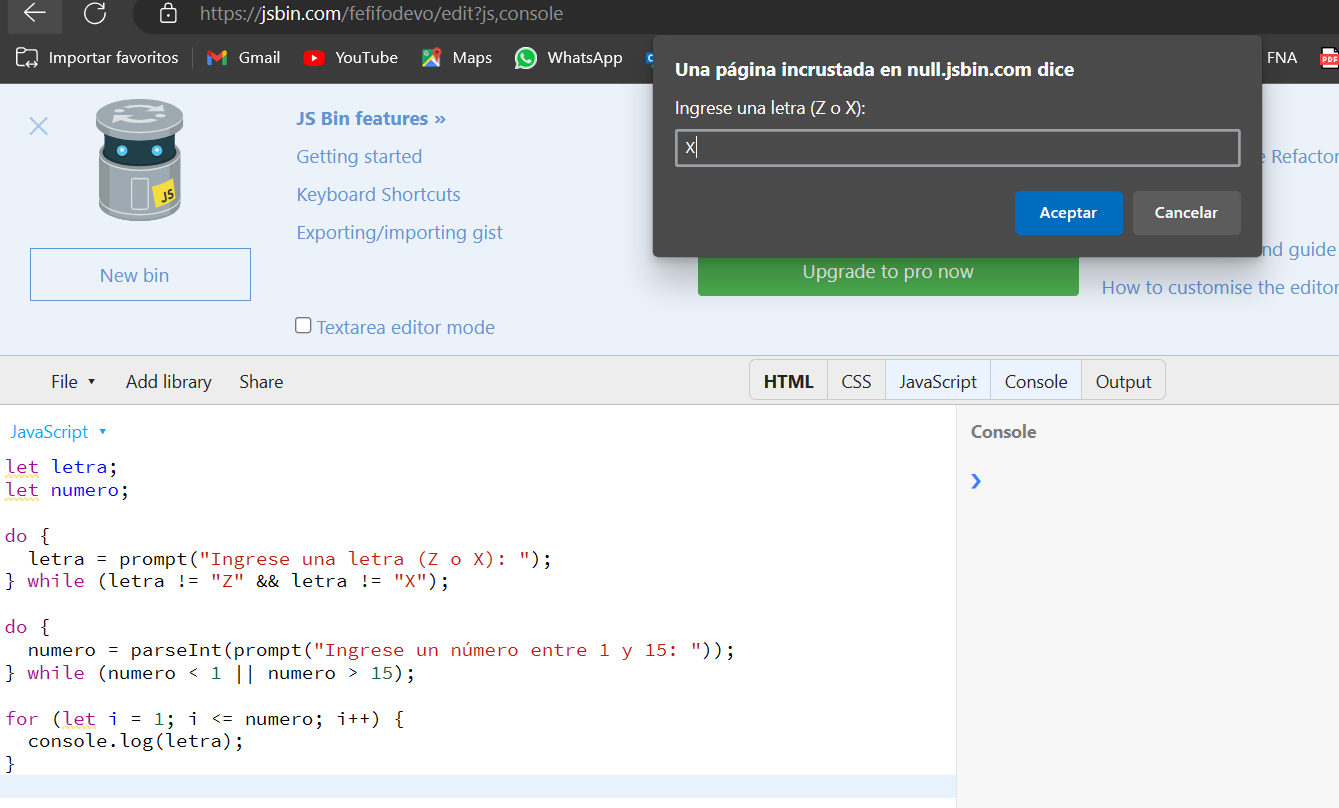 https://jsbin.com/fefifodevo/edit?js,console
Importar favoritos
Gmail
YouTube
Maps
WhatsApp
FNA
PDF
Una página incrustada en null.jsbin.com dice
Ingrese una letra (Z o X):
X
Aceptar
Cancelar
JS
New bin
JS Bin features »
Getting started
Keyboard Shortcuts
Exporting/importing gist
Textarea editor mode
Upgrade to pro now
Refactor
guide
How to customise the editor
File ▾
Add library
Share
HTML
CSS
JavaScript
Console
Output
JavaScript ▾
let letra;
let numero;
do {
letra = prompt("Ingrese una letra (Z o X): ");
} while (letra != "Z" && letra != "X");
do {
numero = parseInt(prompt("Ingrese un número entre 1 y 15: "));
} while (numero < 1 || numero > 15);
for (let i = 1; i <= numero; i++) {
console.log(letra);
}
Console